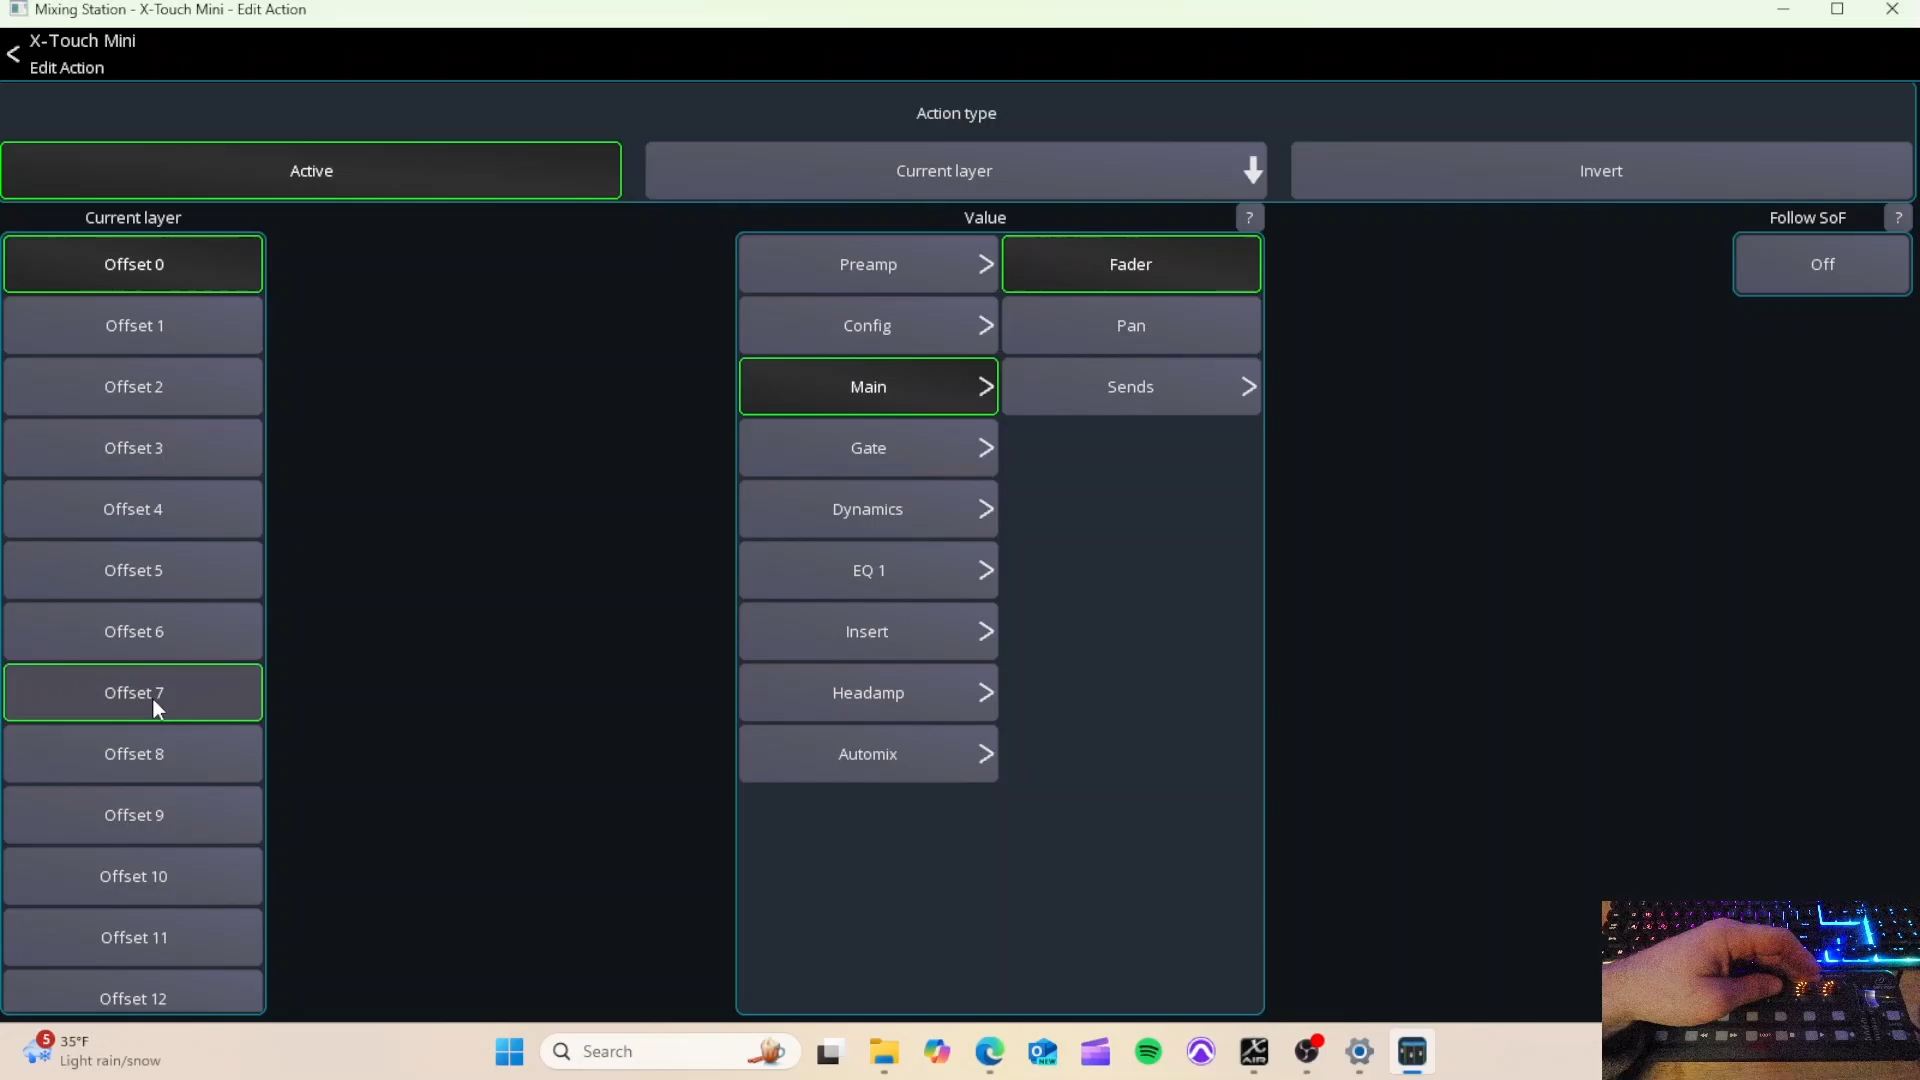 Mixing Station - X-Touch Mini - Edit Action
X-Touch Mini
Edit Action
Action type
Active
Current layer
Invert
Current layer
Value
?
Follow SoF
?
Offset 0
Preamp
Fader
Off
Offset 1
Config
Pan
Offset 2
Main
Sends
Offset 3
Gate
Offset 4
Dynamics
Offset 5
EQ 1
Offset 6
Insert
Offset 7
Headamp
Offset 8
Automix
Offset 9
Offset 10
Offset 11
Offset 12
5
35°F
Light rain/snow
Search
NEW
X
AIR